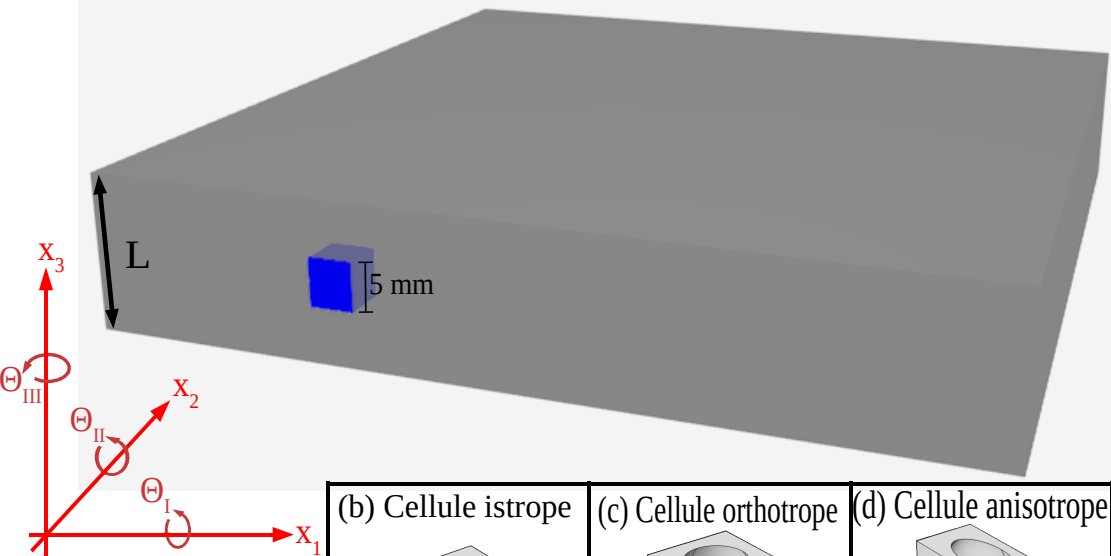 L
5 mm
x3
ΘIII
x2
ΘII
ΘI
x1
(b) Cellule istrope
(c) Cellule orthotrope
(d) Cellule anisotrope